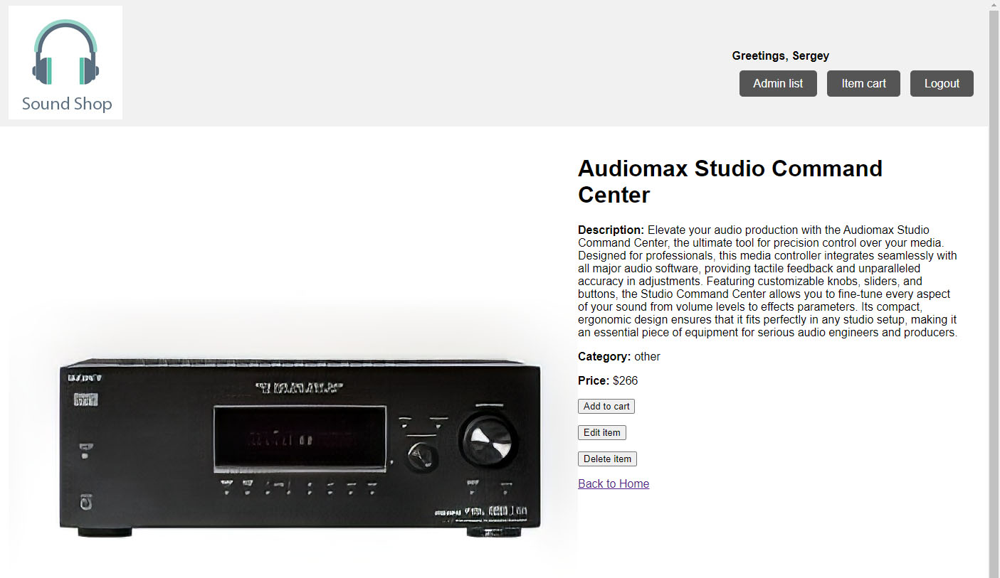 Sound Shop
Greetings, Sergey
Admin list
Item cart
Logout
Audiomax Studio Command
Center
Description: Elevate your audio production with the Audiomax Studio
Command Center, the ultimate tool for precision control over your media.
Designed for professionals, this media controller integrates seamlessly with
all major audio software, providing tactile feedback and unparalleled
accuracy in adjustments. Featuring customizable knobs, sliders, and
buttons, the Studio Command Center allows you to fine-tune every aspect
of your sound from volume levels to effects parameters. Its compact,
ergonomic design ensures that it fits perfectly in any studio setup, making it
an essential piece of equipment for serious audio engineers and producers.
Category: other
Price: $266
Add to cart
Edit item
Delete item
Back to Home